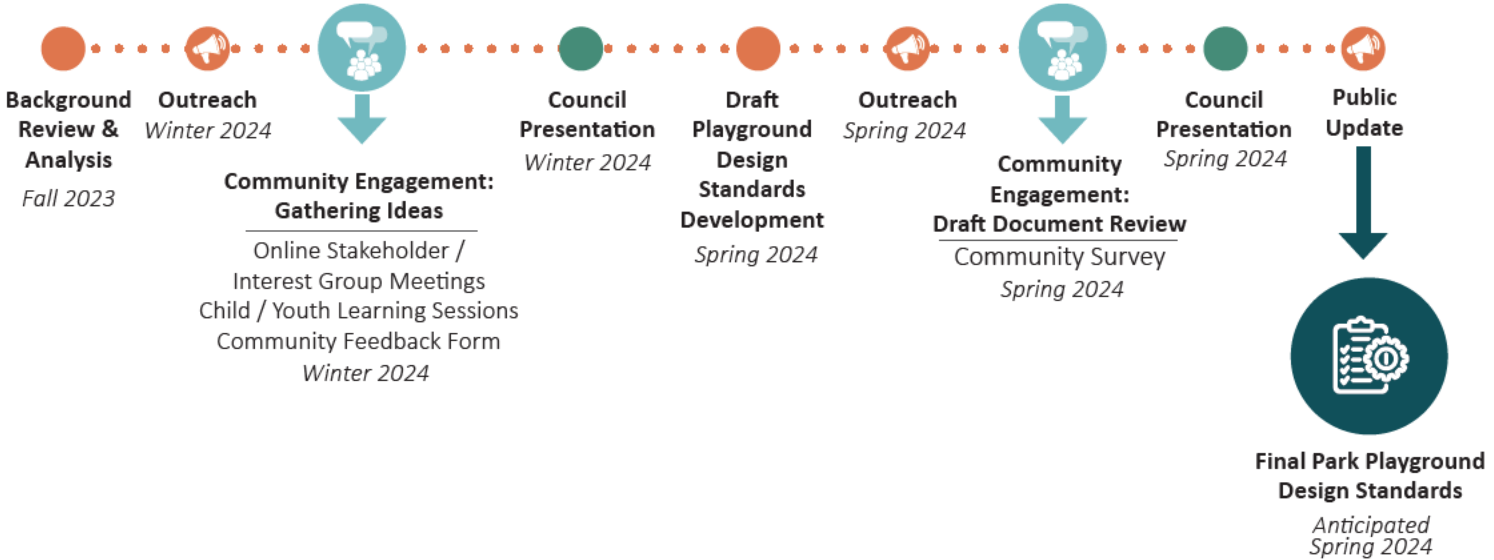 Background
Review &
Analysis
Fall 2023
Outreach
Winter 2024
Community Engagement:
Gathering Ideas
Online Stakeholder /
Interest Group Meetings
Child / Youth Learning Sessions
Community Feedback Form
Winter 2024
Council
Presentation
Winter 2024
Draft
Playground
Design
Standards
Development
Spring 2024
Outreach
Spring 2024
Community
Engagement:
Draft Document Review
Community Survey
Spring 2024
Council
Presentation
Spring 2024
Public
Update
Final Park Playground
Design Standards
Anticipated
Spring 2024